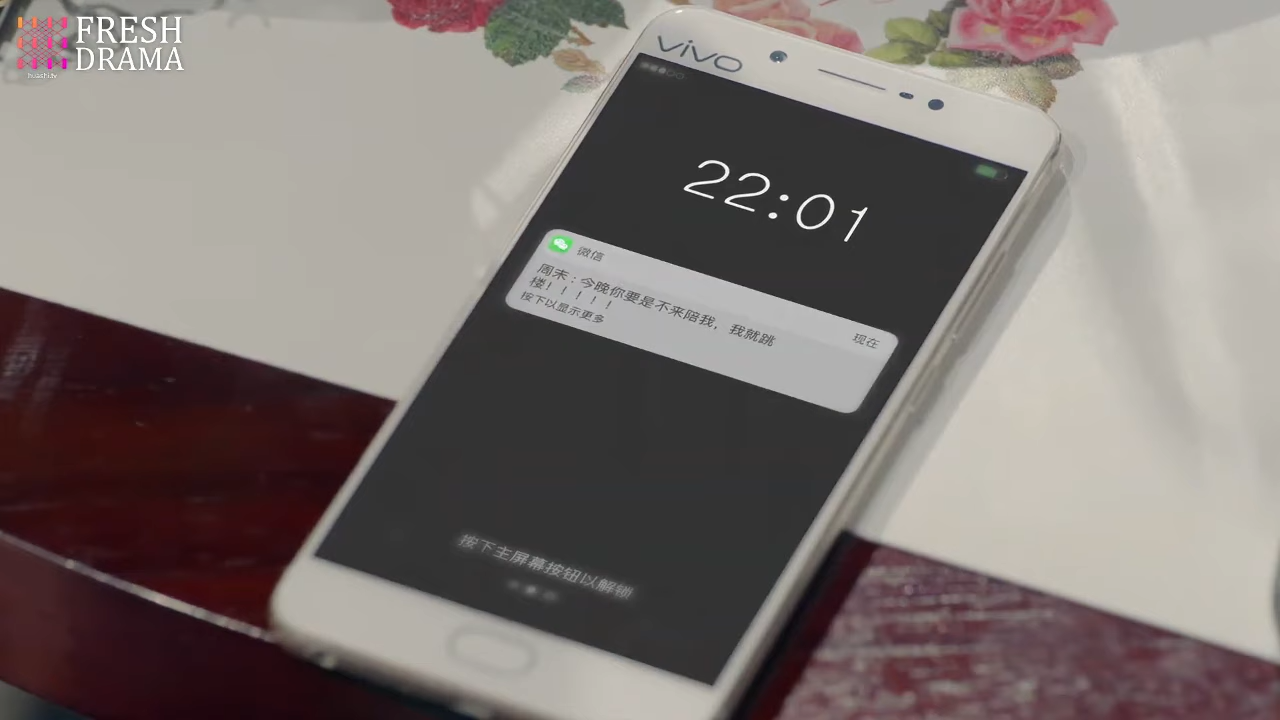 FRESH
DRAMA
huashi.tv
vivo
22:01
微信
现在
周末：今晚你要是不来陪我，我就跳
楼！！！！！
按下以显示更多
按下主屏幕按钮以解锁